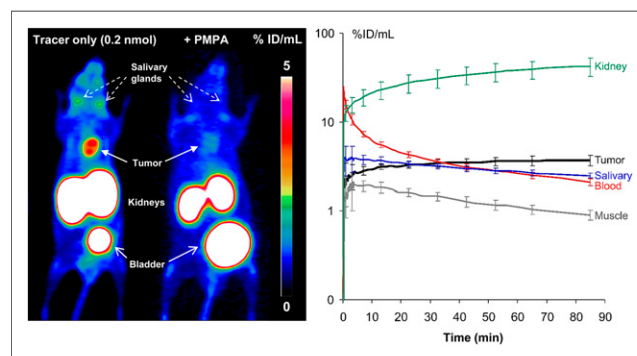 Tracer only (0.2 nmol) + PMPA % ID/mL
Salivary
glands
5
Tumor
Kidneys
Bladder
0
%ID/mL
100
10
1
0
Kidney
Tumor
Salivary
Blood
Muscle
0 10 20 30 40 50 60 70 80 90
Time (min)